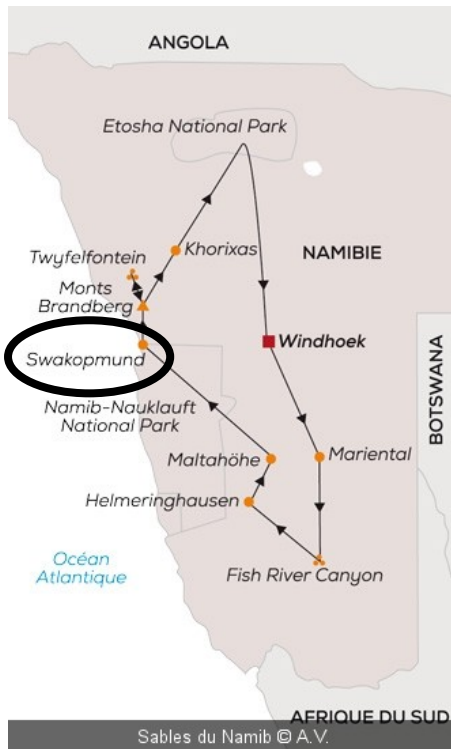 ANGOLA
Etosha National Park
Khorixas
NAMIBIE
Twyfelfontein
Monts
Brandberg
Windhoek
Swakopmund
BOTSWANA
Namib-Nauklauft
National Park
Maltahöhe
Mariental
Helmeringhausen
Océan
Atlantique
Fish River Canyon
AFRIQUE DU SUD
Sables du Namib © A.V.